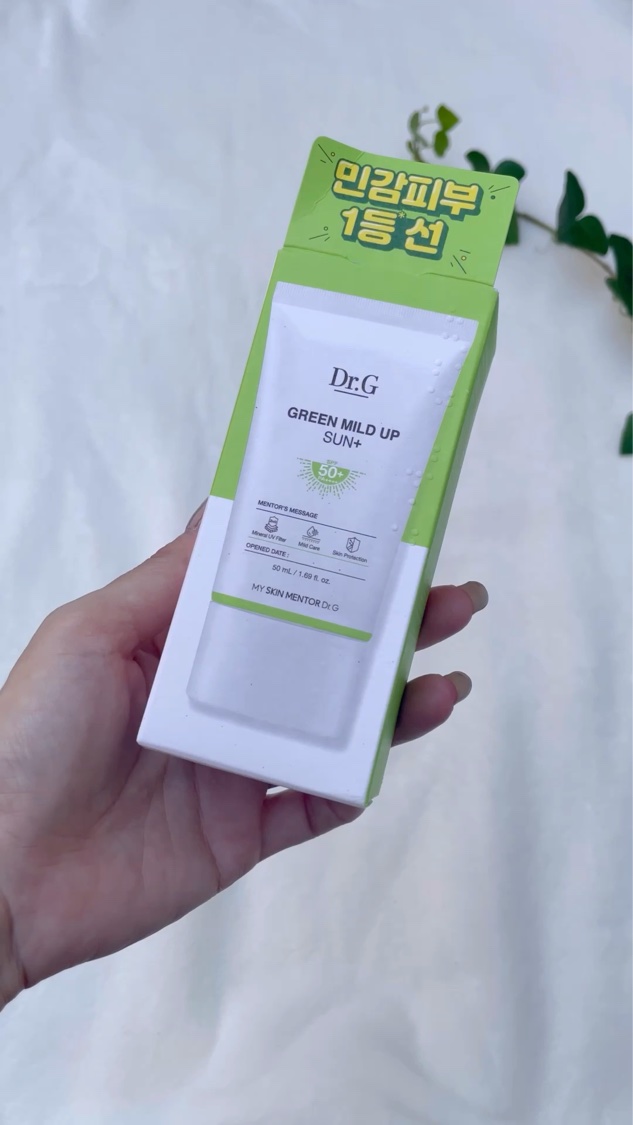 민감피부
1등*선
Dr.G
GREEN MILD UP
SUN+
SPF
50+
MENTOR'S MESSAGE
Mineral UV Filter
Mild Care
Skin Protection
OPENED DATE :
50 mL / 1.69 fl. oz.
MY SKIN MENTOR Dr.G